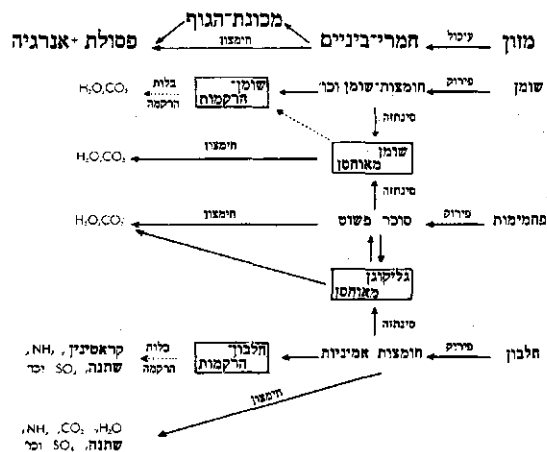 מכונת־הגוף
מזון עיכול חמרי־ביניים חימצון פסולת +אנרגיה
שומן פירוק חומצות־שומן וכו׳ שומן־ הרקמות בלות הרקמה H₂O,CO₂
סינתזה
שומן מאוחסן חימצון H₂O,CO₂
סינתזה
פחמימות פירוק סוכר פשוט חימצון H₂O,CO₂
גליקוגן מאוחסן
סינתזה
חלבון פירוק חומצות אמיניות חלבון־ הרקמות בלות הרקמה קראטינין, NH₃,
שתנה, SO₄ וכו׳
חימצון
NH₃, CO₂, H₂O,
שתנה, SO₄ וכו׳